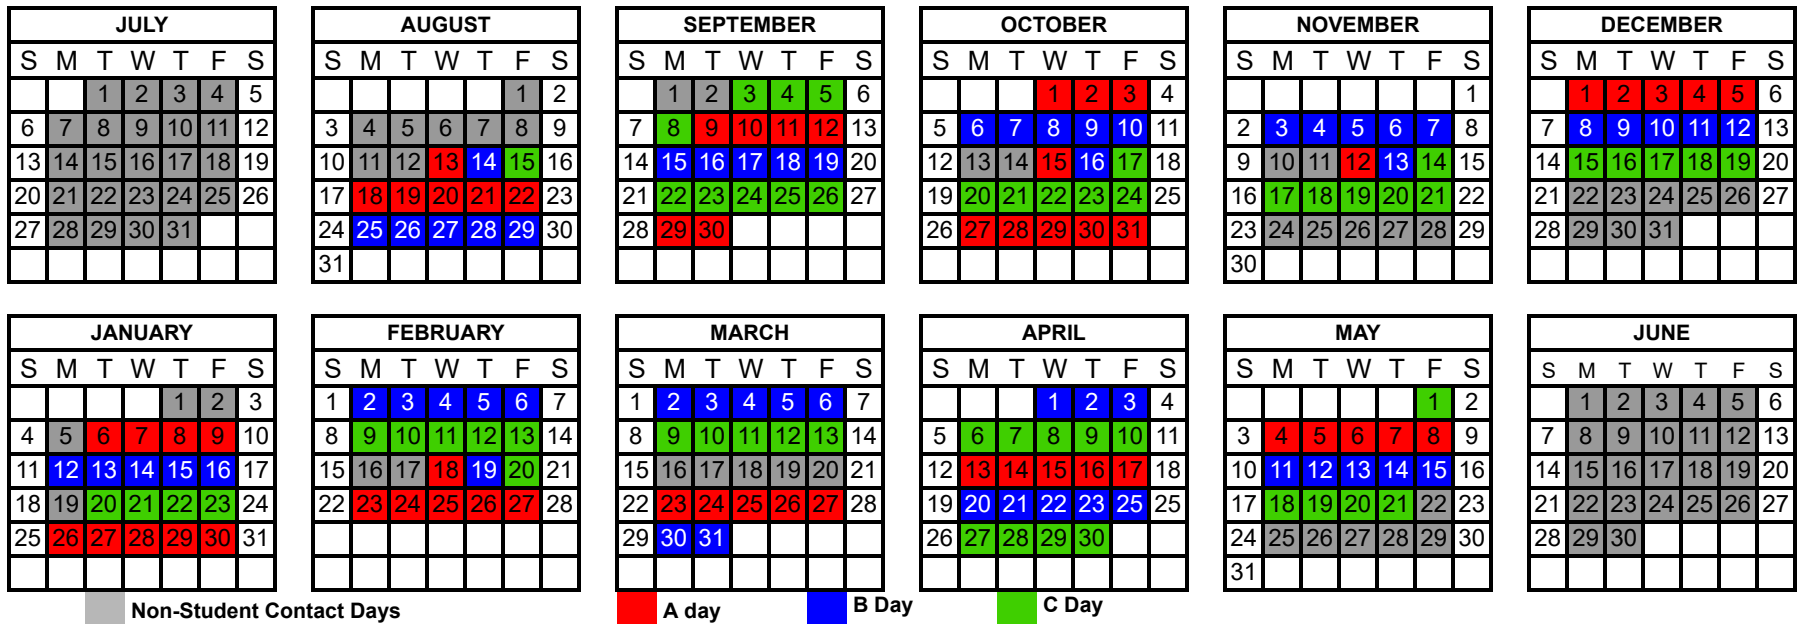 JULY AUGUST SEPTEMBER OCTOBER NOVEMBER DECEMBER
S M T W T F S S M T W T F S S M T W T F S S M T W T F S S M T W T F S S M T W T F S
1 2 3 4 5 1 2 1 2 3 4 5 6 1 2 3 4 1 1 2 3 4 5 6
6 7 8 9 10 11 12 3 4 5 6 7 8 9 7 8 9 10 11 12 13 5 6 7 8 9 10 11 2 3 4 5 6 7 8 7 8 9 10 11 12 13
13 14 15 16 17 18 19 10 11 12 13 14 15 16 14 15 16 17 18 19 20 12 13 14 15 16 17 18 9 10 11 12 13 14 15 14 15 16 17 18 19 20
20 21 22 23 24 25 26 17 18 19 20 21 22 23 21 22 23 24 25 26 27 19 20 21 22 23 24 25 16 17 18 19 20 21 22 21 22 23 24 25 26 27
27 28 29 30 31 24 25 26 27 28 29 30 28 29 30 26 27 28 29 30 31 23 24 25 26 27 28 29 28 29 30 31
31 30
JANUARY FEBRUARY MARCH APRIL MAY JUNE
S M T W T F S S M T W T F S S M T W T F S S M T W T F S S M T W T F S S M T W T F S
1 2 3 1 2 3 4 5 6 7 1 2 3 4 5 6 7 1 2 3 4 1 2 1 2 3 4 5 6
4 5 6 7 8 9 10 8 9 10 11 12 13 14 8 9 10 11 12 13 14 5 6 7 8 9 10 11 3 4 5 6 7 8 9 7 8 9 10 11 12 13
11 12 13 14 15 16 17 15 16 17 18 19 20 21 15 16 17 18 19 20 21 12 13 14 15 16 17 18 10 11 12 13 14 15 16 14 15 16 17 18 19 20
18 19 20 21 22 23 24 22 23 24 25 26 27 28 22 23 24 25 26 27 28 19 20 21 22 23 25 25 17 18 19 20 21 22 23 21 22 23 24 25 26 27
25 26 27 28 29 30 31 29 30 31 26 27 28 29 30 24 25 26 27 28 29 30 28 29 30
31
Non-Student Contact Days A day B Day C Day